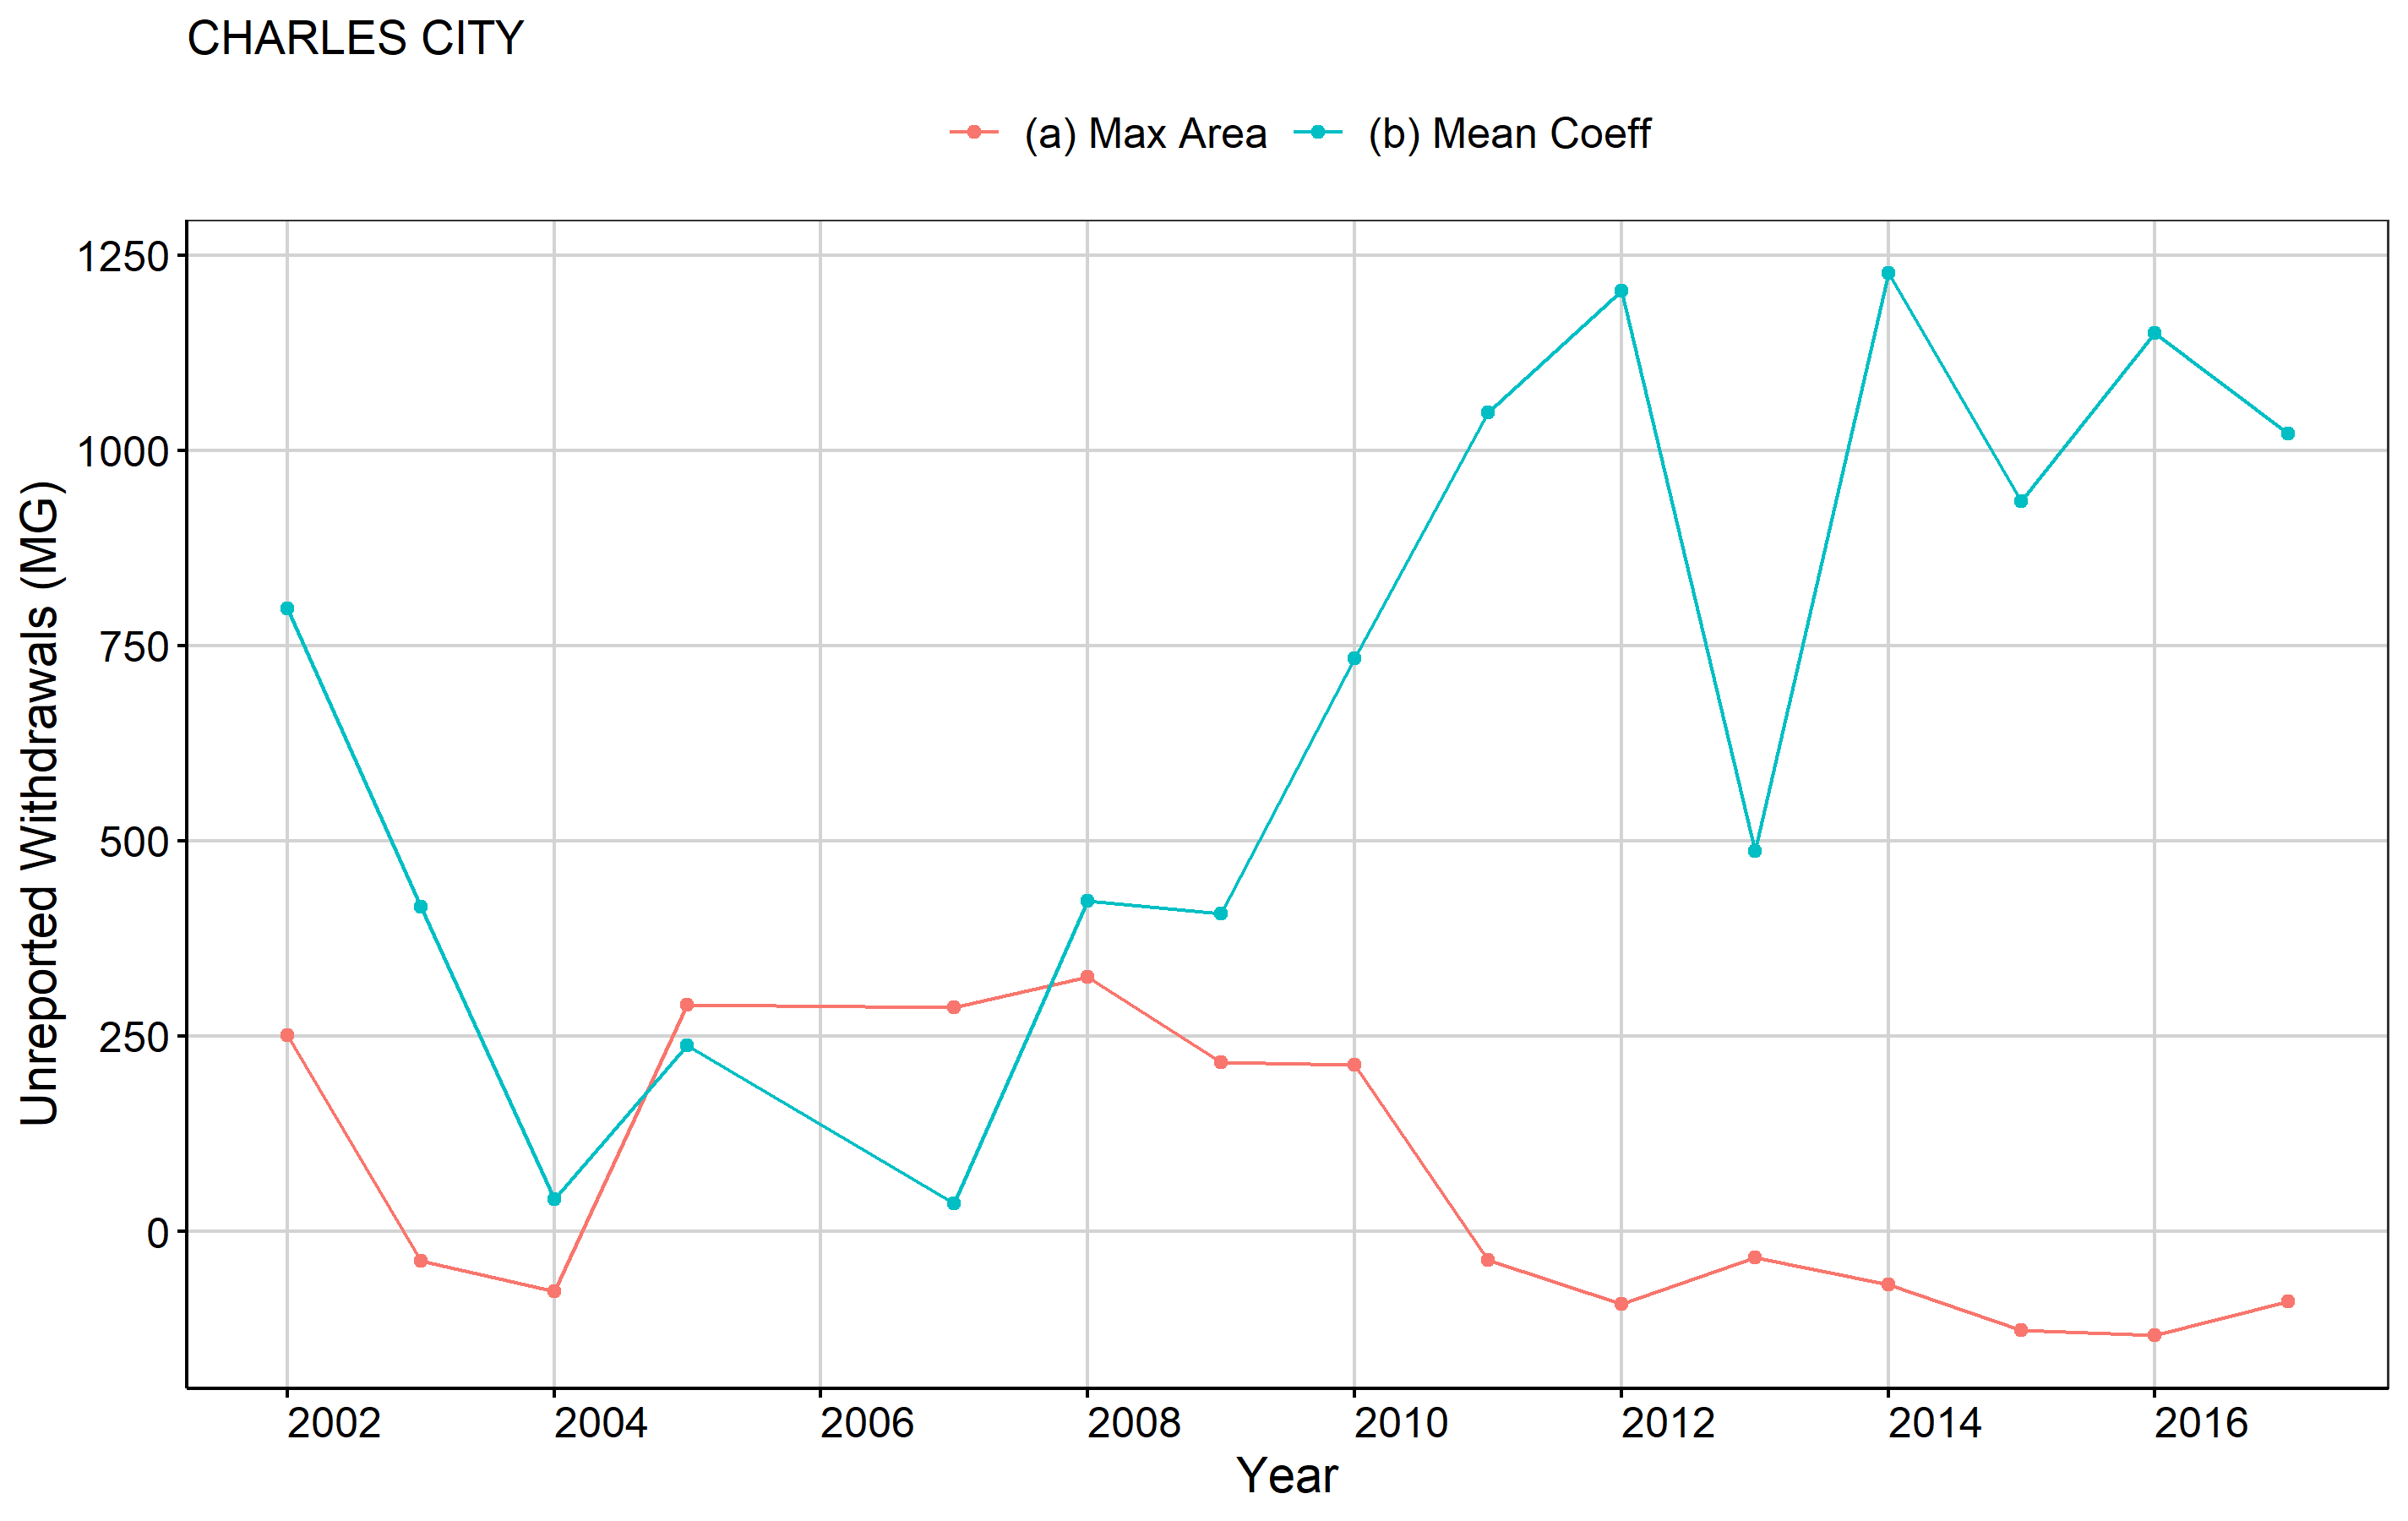 CHARLES CITY
(a) Max Area (b) Mean Coeff
Unreported Withdrawals (MG)
1250
1000
750
500
250
0
2002 2004 2006 2008 2010 2012 2014 2016
Year